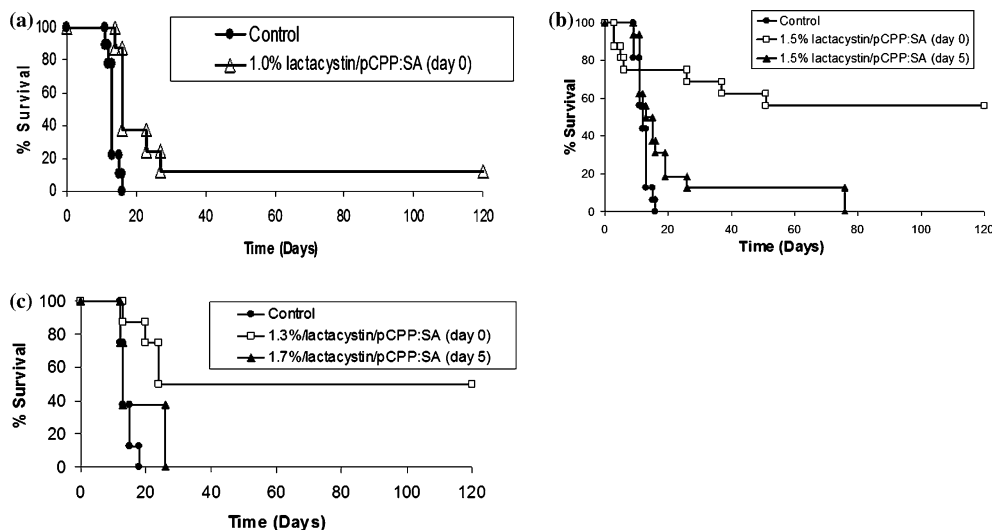 (a)
Control
1.0% lactacystin/pCPP:SA (day 0)
% Survival
100
80
60
40
20
0
0 20 40 60 80 100 120
Time (Days)
(b)
Control
1.5% lactacystin/pCPP:SA (day 0)
1.5% lactacystin/pCPP:SA (day 5)
% Survival
100
80
60
40
20
0
0 20 40 60 80 100 120
Time (Days)
(c)
Control
1.3%/lactacystin/pCPP:SA (day 0)
1.7%/lactacystin/pCPP:SA (day 5)
% Survival
100
80
60
40
20
0
0 20 40 60 80 100 120
Time (Days)